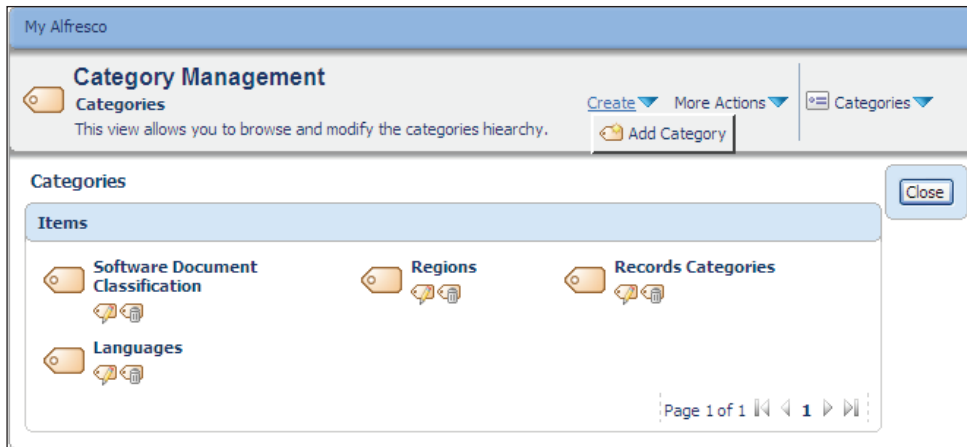 My Alfresco
Category Management
Categories
This view allows you to browse and modify the categories hiearchy.
Create More Actions Categories
Add Category
Categories
Close
Items
Software Document
Classification
Regions
Records Categories
Languages
Page 1 of 1 1